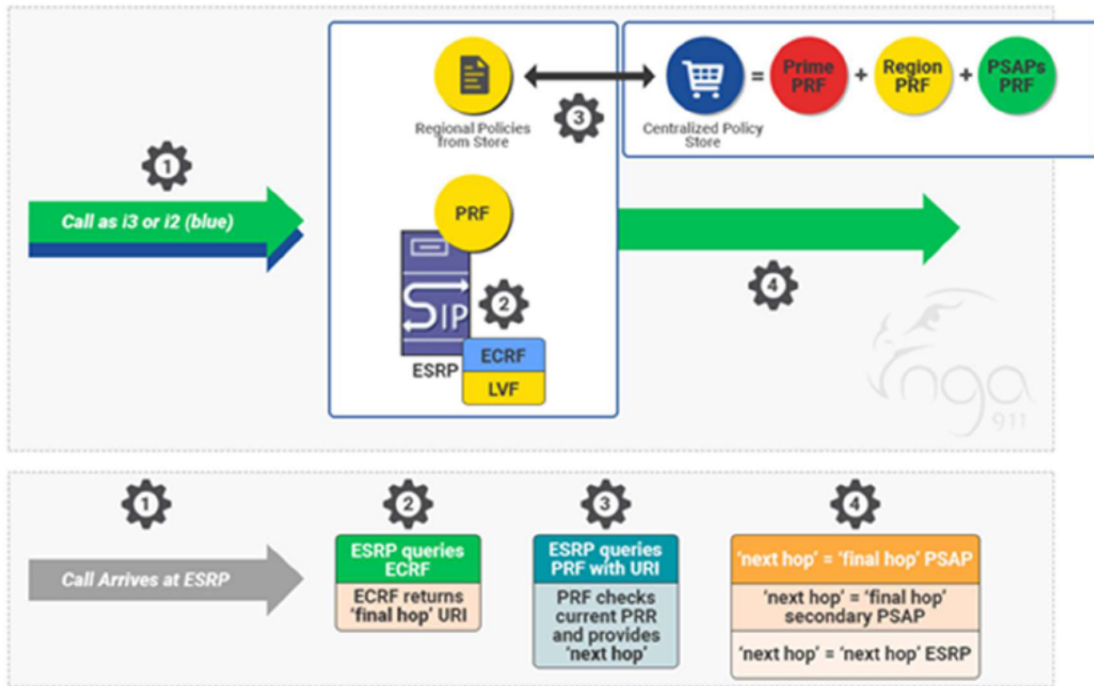 Prime
PRF
Region
PRF
PSAPs
PRF
=
+
+
Regional Policies
from Store
3
Centralized Policy
Store
1
Call as i3 or i2 (blue)
PRF
2
SIP
ESRP
ECRF
LVF
4
nga
911
1
2
3
4
Call Arrives at ESRP
ESRP queries
ECRF
ECRF returns
'final hop' URI
ESRP queries
PRF with URI
PRF checks
current PRR
and provides
'next hop'
'next hop' = 'final hop' PSAP
'next hop' = 'final hop'
secondary PSAP
'next hop' = 'next hop' ESRP